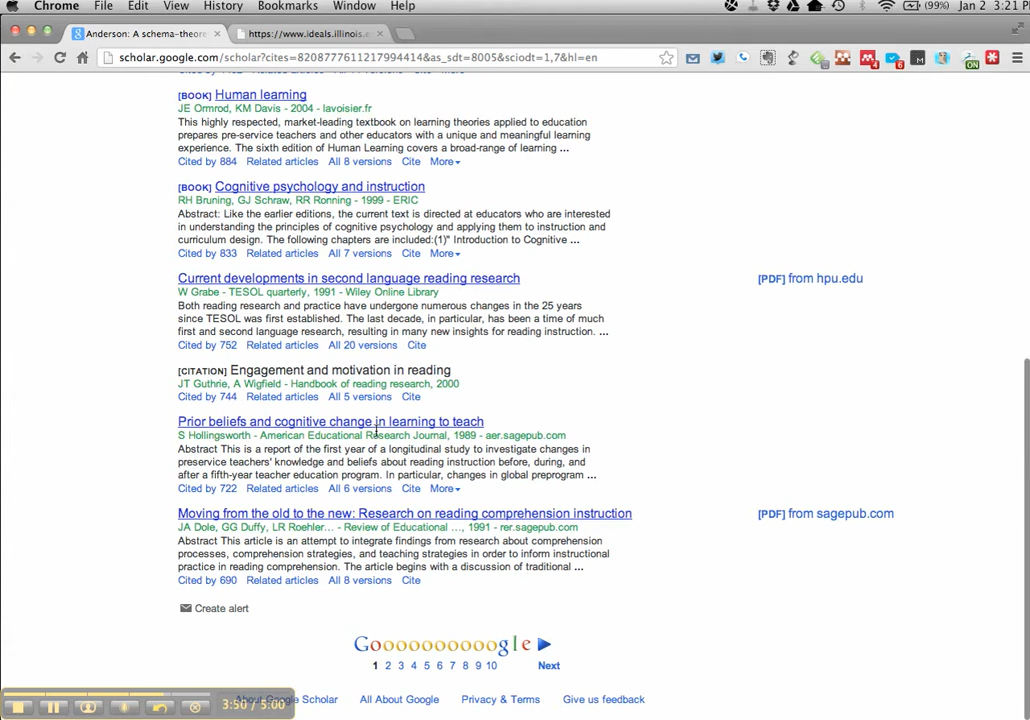 Chrome File Edit View History Bookmarks Window Help (99%) Jan 2 3:21 P
Anderson: A schema-theore × https://www.ideals.illinois.e ×
scholar.google.com/scholar?cites=8208777611217994414&as_sdt=8005&sciodt=1,7&hl=en
Related articles Cite More
[BOOK] Human learning
JE Ormrod, KM Davis - 2004 - lavoisier.fr
This highly respected, market-leading textbook on learning theories applied to education
prepares pre-service teachers and other educators with a unique and meaningful learning
experience. The sixth edition of Human Learning covers a broad-range of learning ...
Cited by 884 Related articles All 8 versions Cite More
[BOOK] Cognitive psychology and instruction
RH Bruning, GJ Schraw, RR Ronning - 1999 - ERIC
Abstract: Like the earlier editions, the current text is directed at educators who are interested
in understanding the principles of cognitive psychology and applying them to instruction and
curriculum design. The following chapters are included:(1)" Introduction to Cognitive ...
Cited by 833 Related articles All 7 versions Cite More
Current developments in second language reading research [PDF] from hpu.edu
W Grabe - TESOL quarterly, 1991 - Wiley Online Library
Both reading research and practice have undergone numerous changes in the 25 years
since TESOL was first established. The last decade, in particular, has been a time of much
first and second language research, resulting in many new insights for reading instruction. ...
Cited by 752 Related articles All 20 versions Cite
[CITATION] Engagement and motivation in reading
JT Guthrie, A Wigfield - Handbook of reading research, 2000
Cited by 744 Related articles All 5 versions Cite
Prior beliefs and cognitive change in learning to teach
S Hollingsworth - American Educational Research Journal, 1989 - aer.sagepub.com
Abstract This is a report of the first year of a longitudinal study to investigate changes in
preservice teachers' knowledge and beliefs about reading instruction before, during, and
after a fifth-year teacher education program. In particular, changes in global preprogram ...
Cited by 722 Related articles All 6 versions Cite More
Moving from the old to the new: Research on reading comprehension instruction [PDF] from sagepub.com
JA Dole, GG Duffy, LR Roehler... - Review of Educational ..., 1991 - rer.sagepub.com
Abstract This article is an attempt to integrate findings from research about comprehension
processes, comprehension strategies, and teaching strategies in order to inform instructional
practice in reading comprehension. The article begins with a discussion of traditional ...
Cited by 690 Related articles All 8 versions Cite
Create alert
Goooooooooogle
1 2 3 4 5 6 7 8 9 10 Next
About Google Scholar All About Google Privacy & Terms Give us feedback
3:50 / 5:00